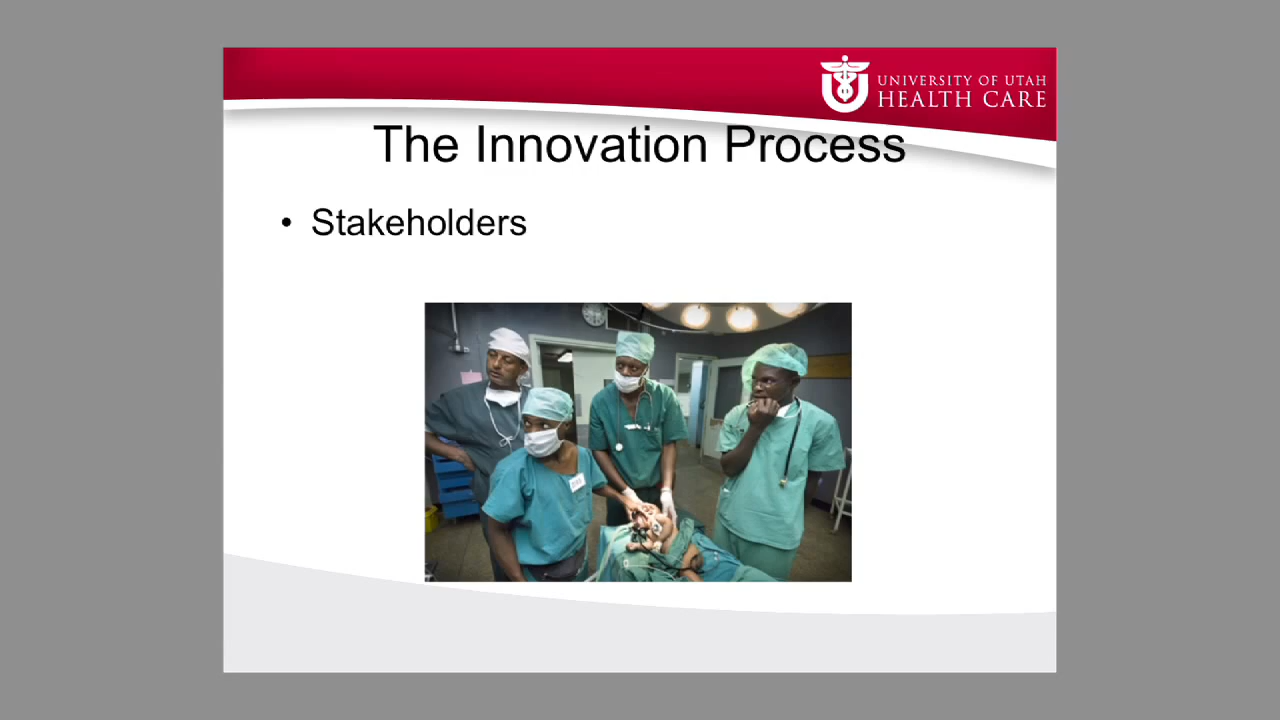 UNIVERSITY OF UTAH
HEALTH CARE
The Innovation Process
• Stakeholders